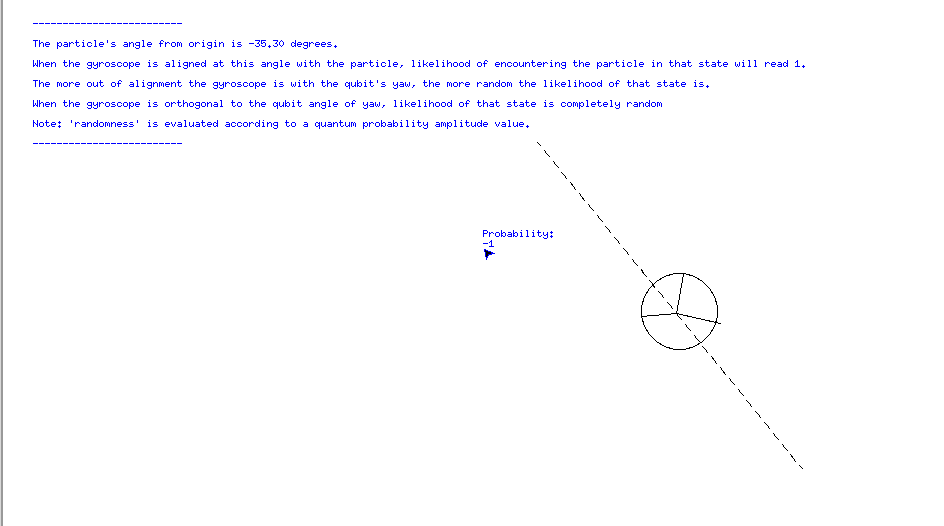 -------------------------
The particle's angle from origin is -35.30 degrees.
When the gyroscope is aligned at this angle with the particle, likelihood of encountering the particle in that state will read 1.
The more out of alignment the gyroscope is with the qubit's yaw, the more random the likelihood of that state is.
When the gyroscope is orthogonal to the qubit angle of yaw, likelihood of that state is completely random
Note: 'randomness' is evaluated according to a quantum probability amplitude value.
-------------------------
Probability:
-1